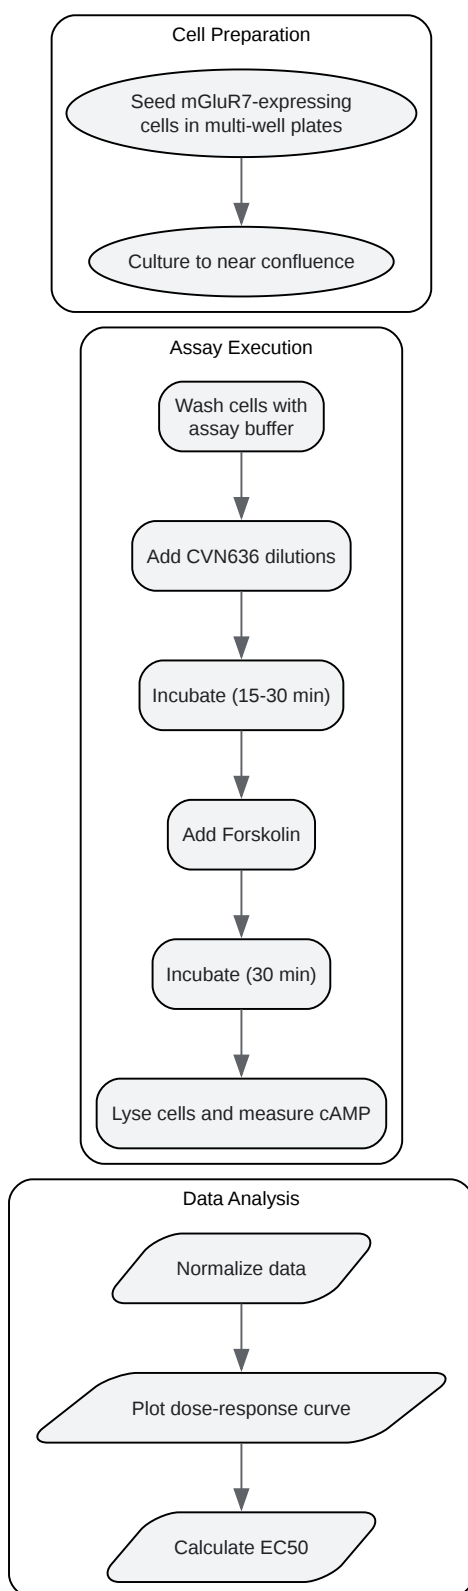 Cell Preparation
Seed mGluR7-expressing
cells in multi-well plates
Culture to near confluence
Assay Execution
Wash cells with
assay buffer
Add CVN636 dilutions
Incubate (15-30 min)
Add Forskolin
Incubate (30 min)
Lyse cells and measure cAMP
Data Analysis
Normalize data
Plot dose-response curve
Calculate EC50